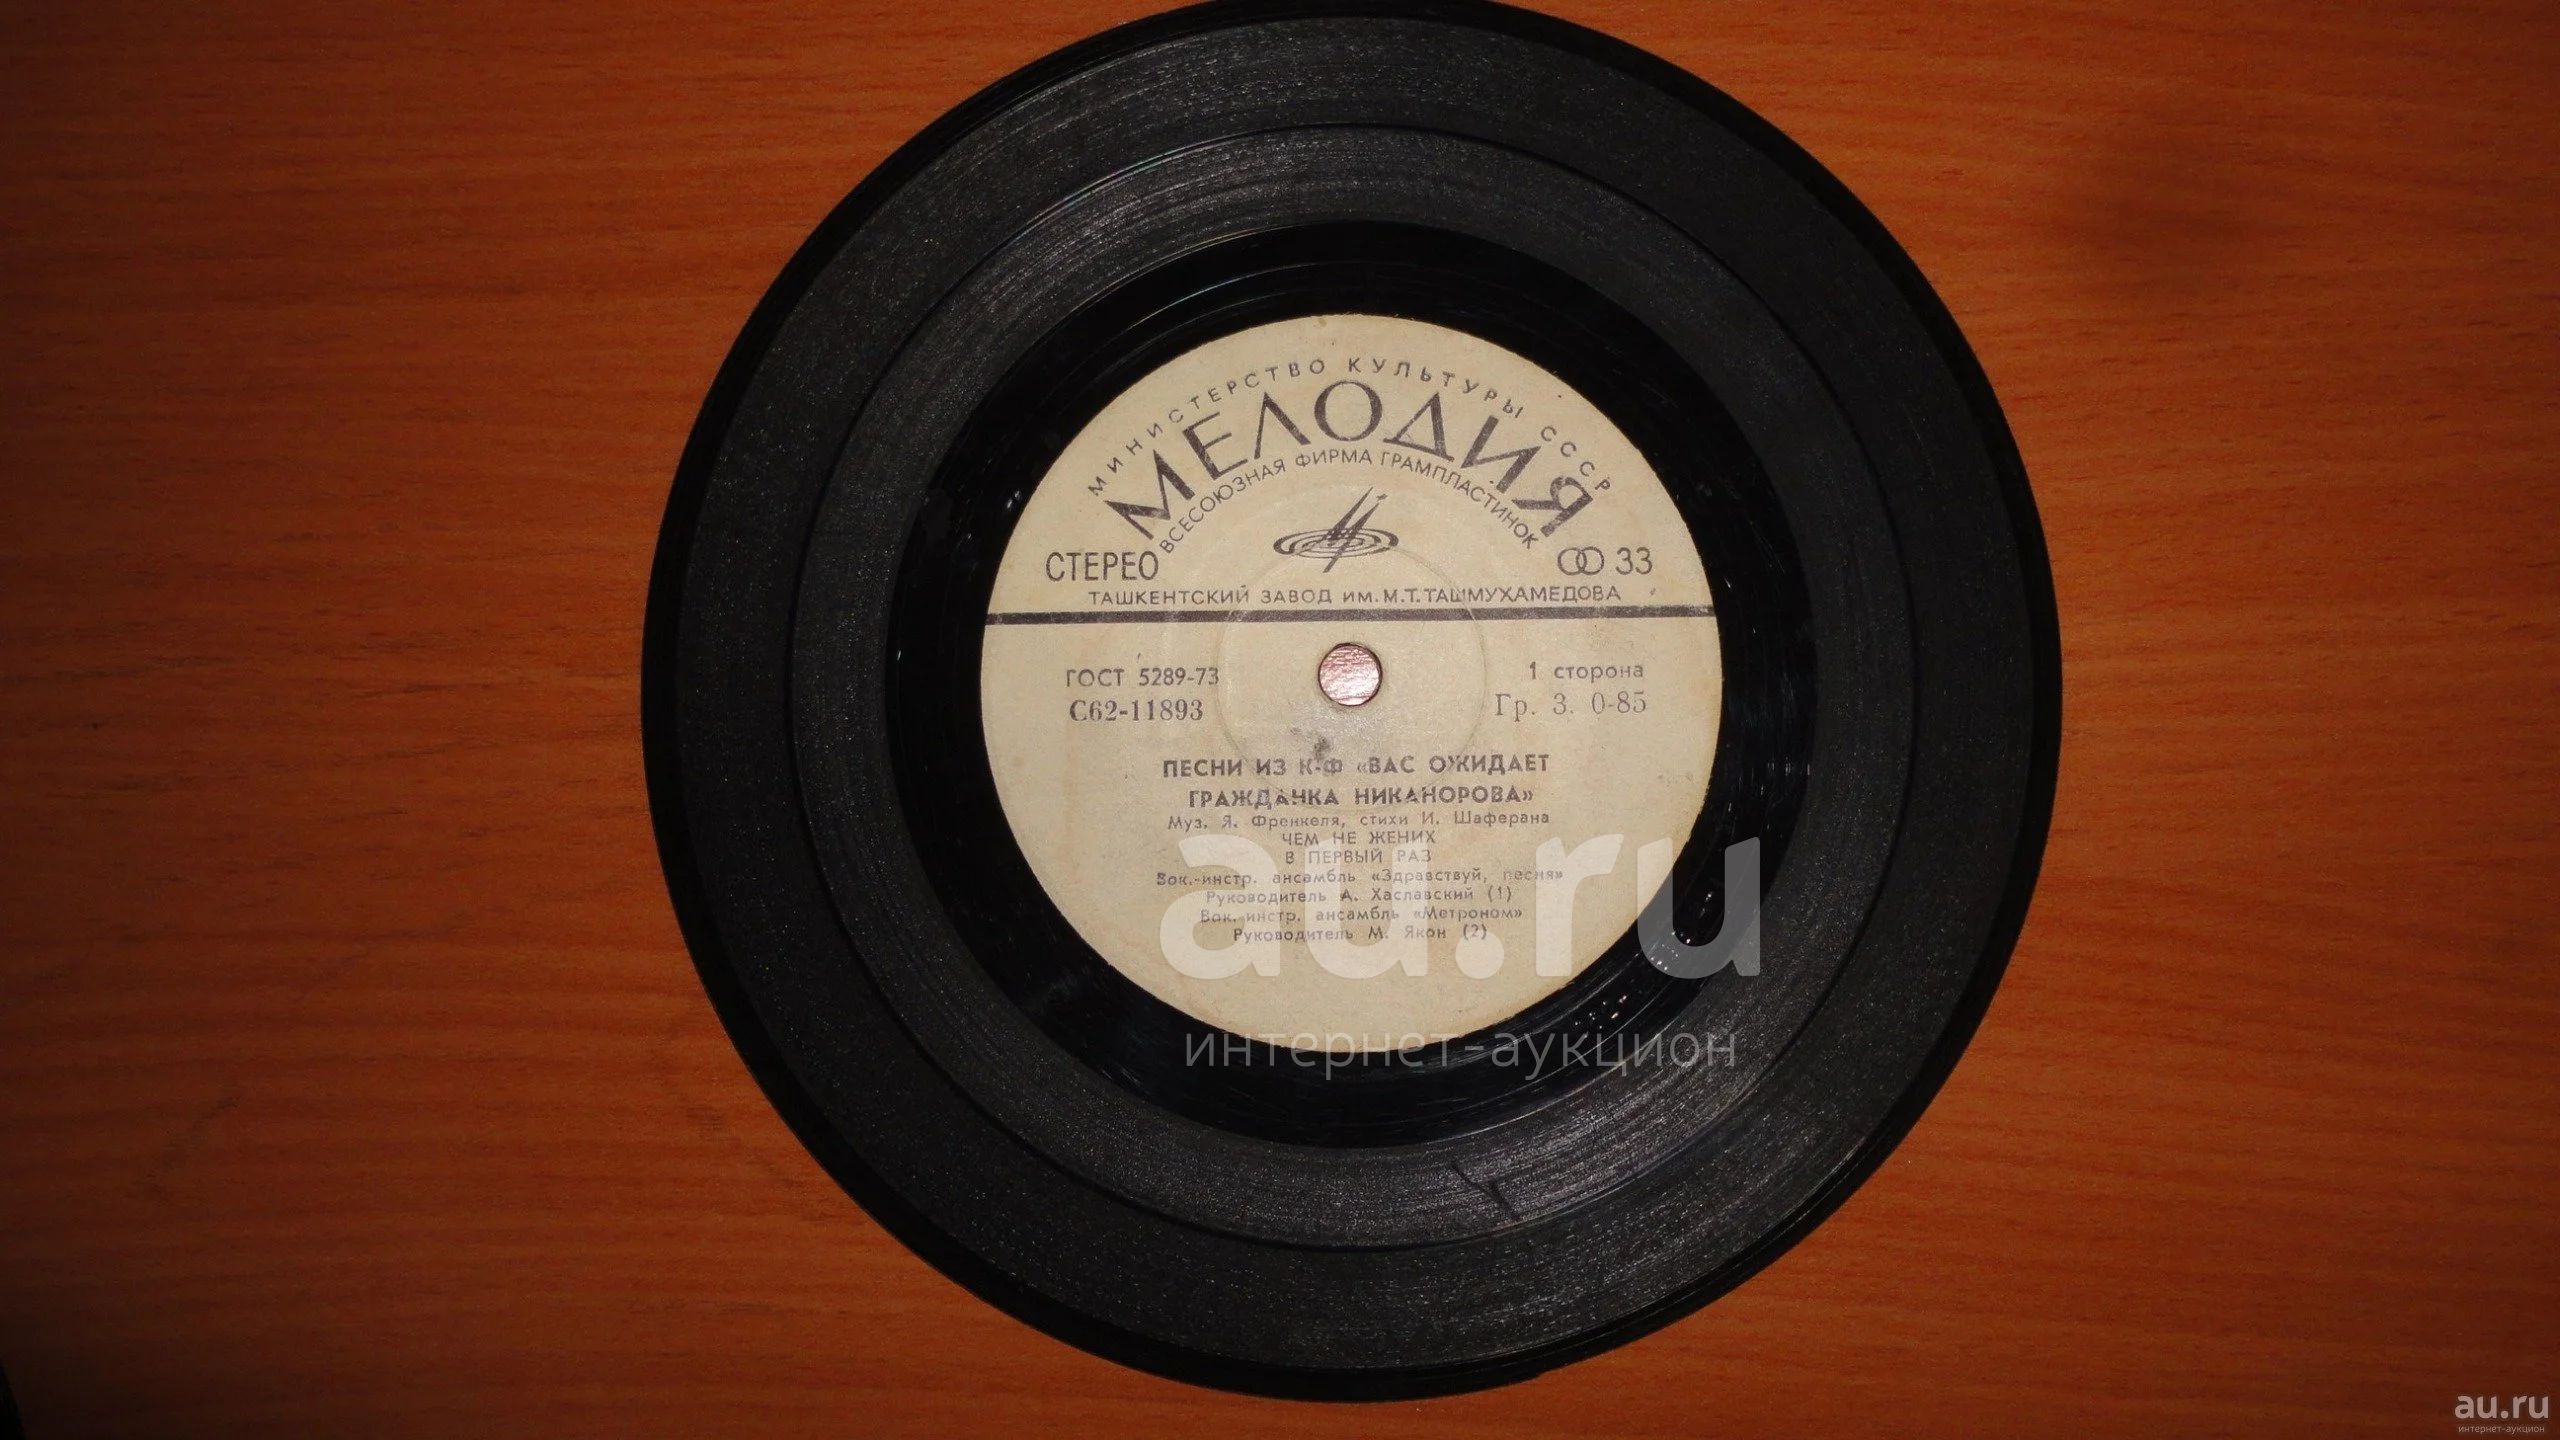 МИНИСТЕРСТВО КУЛЬТУРЫ СССР
МЕЛОДИЯ
ВСЕСОЮЗНАЯ ФИРМА ГРАМПЛАСТИНОК
СТЕРЕО
33
ТАШКЕНТСКИЙ ЗАВОД ИМ. М.Т. ТАШМУХАМЕДОВА
ГОСТ 5289-73
1 сторона
С62-11893
Гр. 3. 0-85
ПЕСНИ ИЗ К-Ф «ВАС ОЖИДАЕТ
ГРАЖДАНКА НИКАНОРОВА»
Муз. Я. Френкеля, стихи И. Шаферана
ЧЕМ НЕ ЖЕНИХ
В ПЕРВЫЙ РАЗ
Вок.-инстр. ансамбль «Здравствуй, песня»
Руководитель А. Хаславский (1)
Вок.-инстр. ансамбль «Метроном»
Руководитель М. Якон (2)
au.ru
интернет-аукцион
au.ru
интернет-аукцион